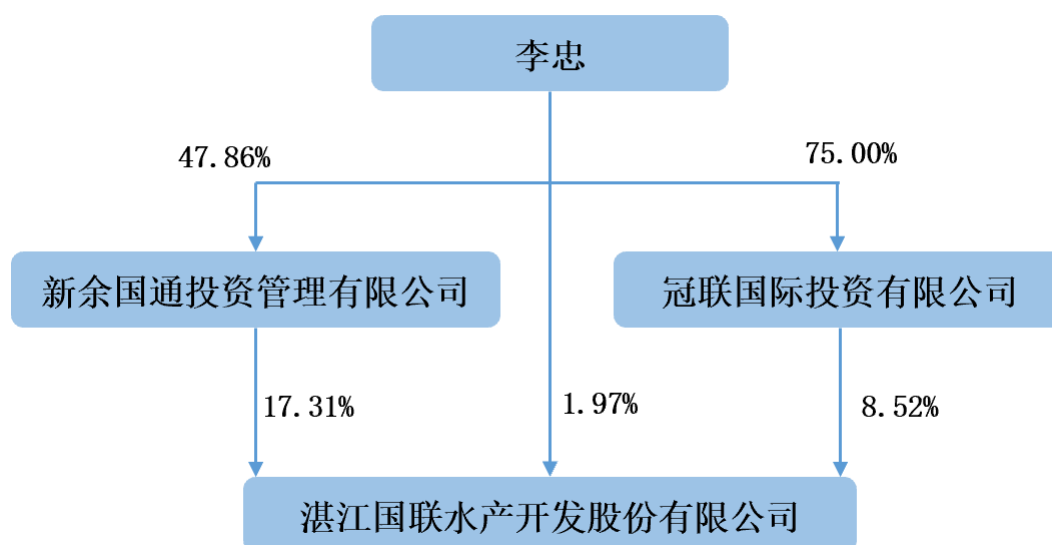 李忠
47.86%
75.00%
新余国通投资管理有限公司
冠联国际投资有限公司
17.31%
1.97%
8.52%
湛江国联水产开发股份有限公司